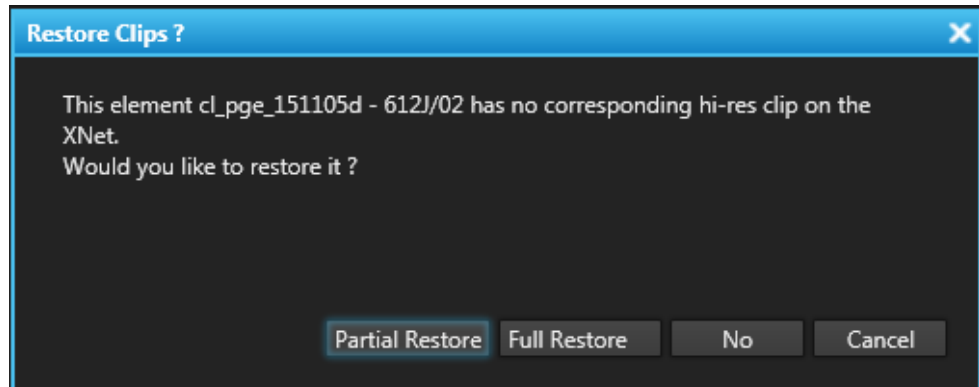 Restore Clips ?
This element cl_pge_151105d - 612J/02 has no corresponding hi-res clip on the
XNet.
Would you like to restore it ?
Partial Restore Full Restore No Cancel